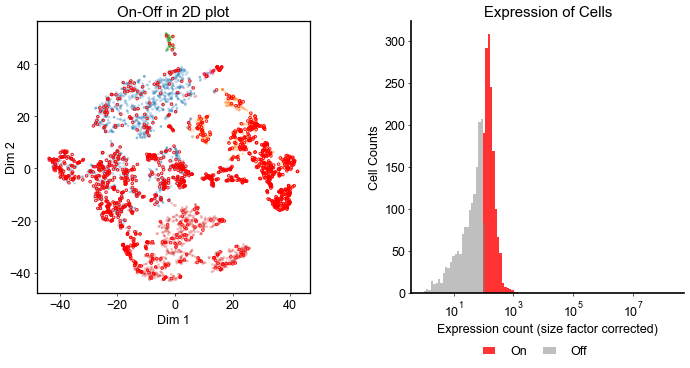 On-Off in 2D plot
40
20
0
−20
−40
−40
−20
0
20
40
Dim 2
Dim 1
Expression of Cells
300
250
200
150
100
50
0
10^1
10^3
10^5
10^7
Cell Counts
Expression count (size factor corrected)
On
Off